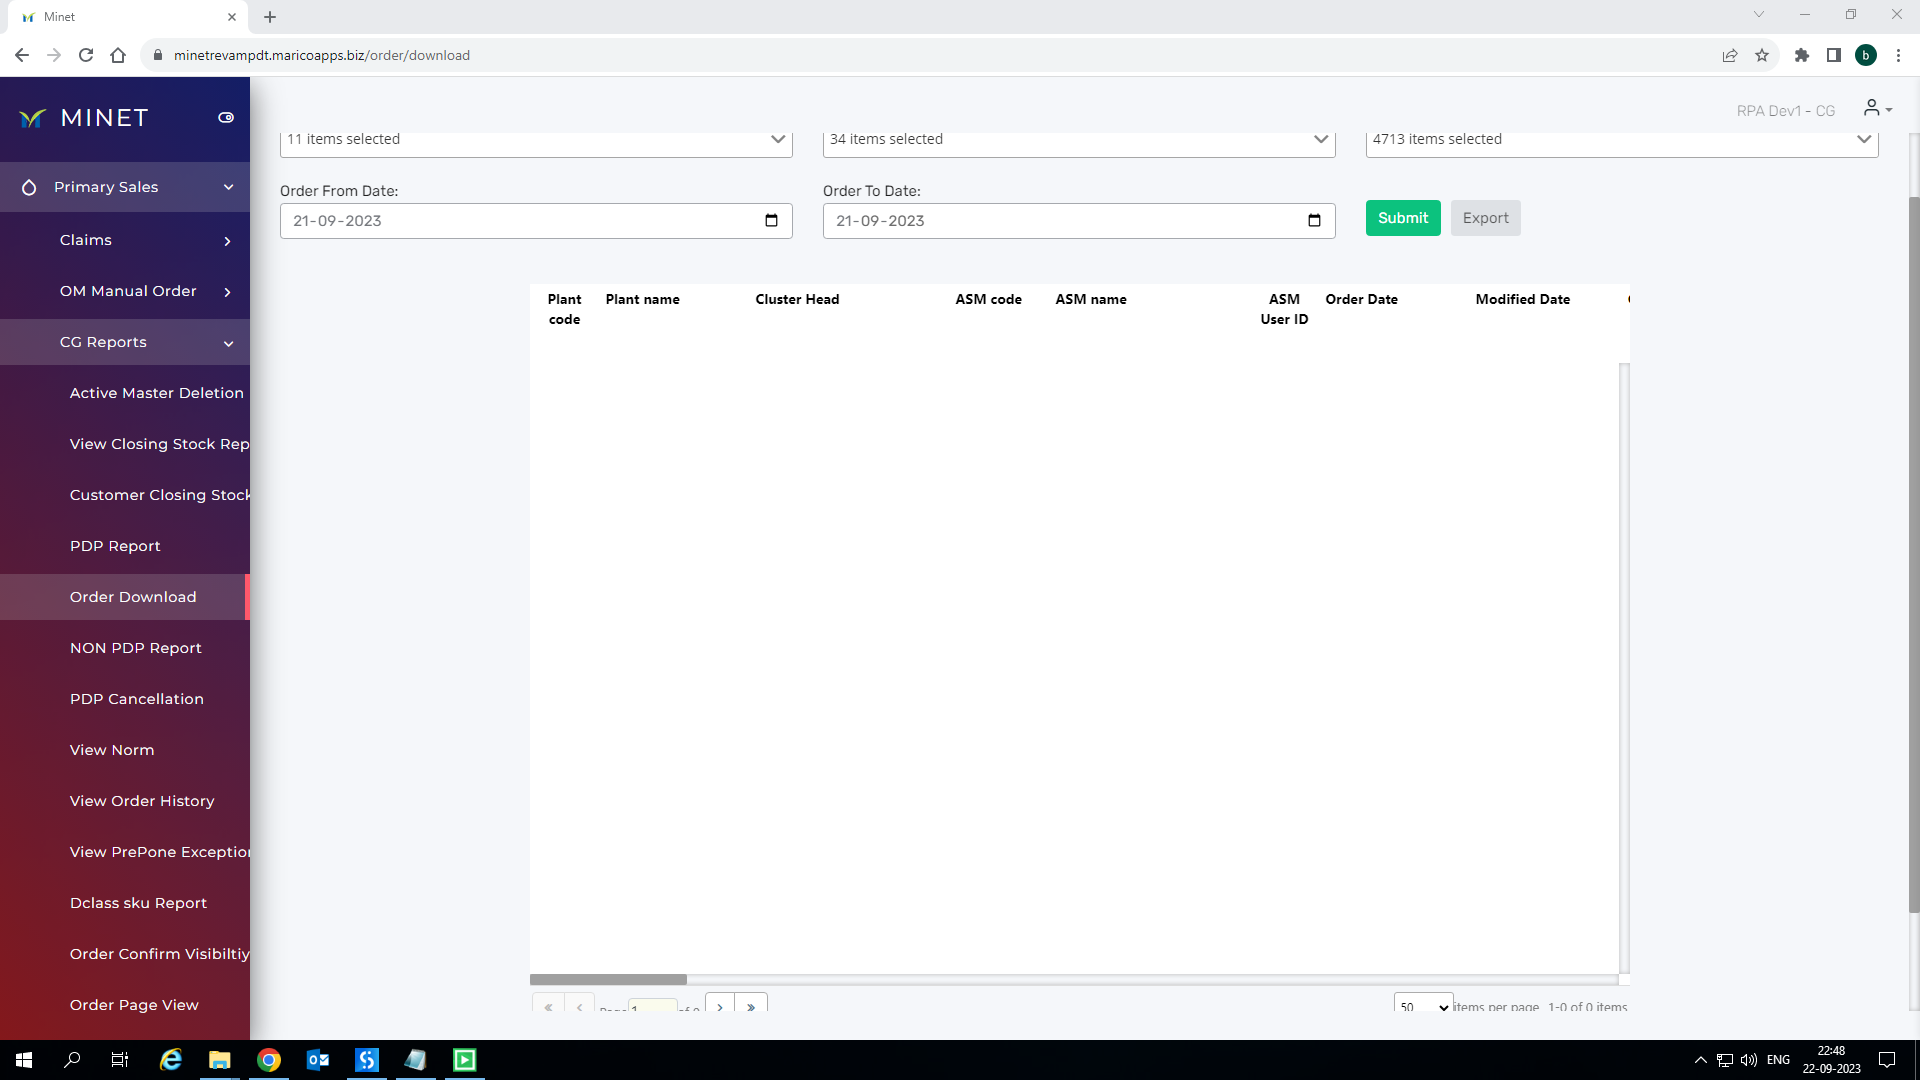 Minet
minetrevampdt.maricoapps.biz/order/download
b
MINET
RPA Dev1 - CG
11 items selected
34 items selected
4713 items selected
Primary Sales
Order From Date:
Order To Date:
21-09-2023
21-09-2023
Submit
Export
Claims
OM Manual Order
CG Reports
Plant code
Plant name
Cluster Head
ASM code
ASM name
ASM User ID
Order Date
Modified Date
Active Master Deletion
View Closing Stock Rep
Customer Closing Stock
PDP Report
Order Download
NON PDP Report
PDP Cancellation
View Norm
View Order History
View PrePone Exception
Dclass sku Report
Order Confirm Visibiltiy
Order Page View
« ‹ Page 1 of 0 › »
50 items per page 1-0 of 0 items
ENG
22:48
22-09-2023